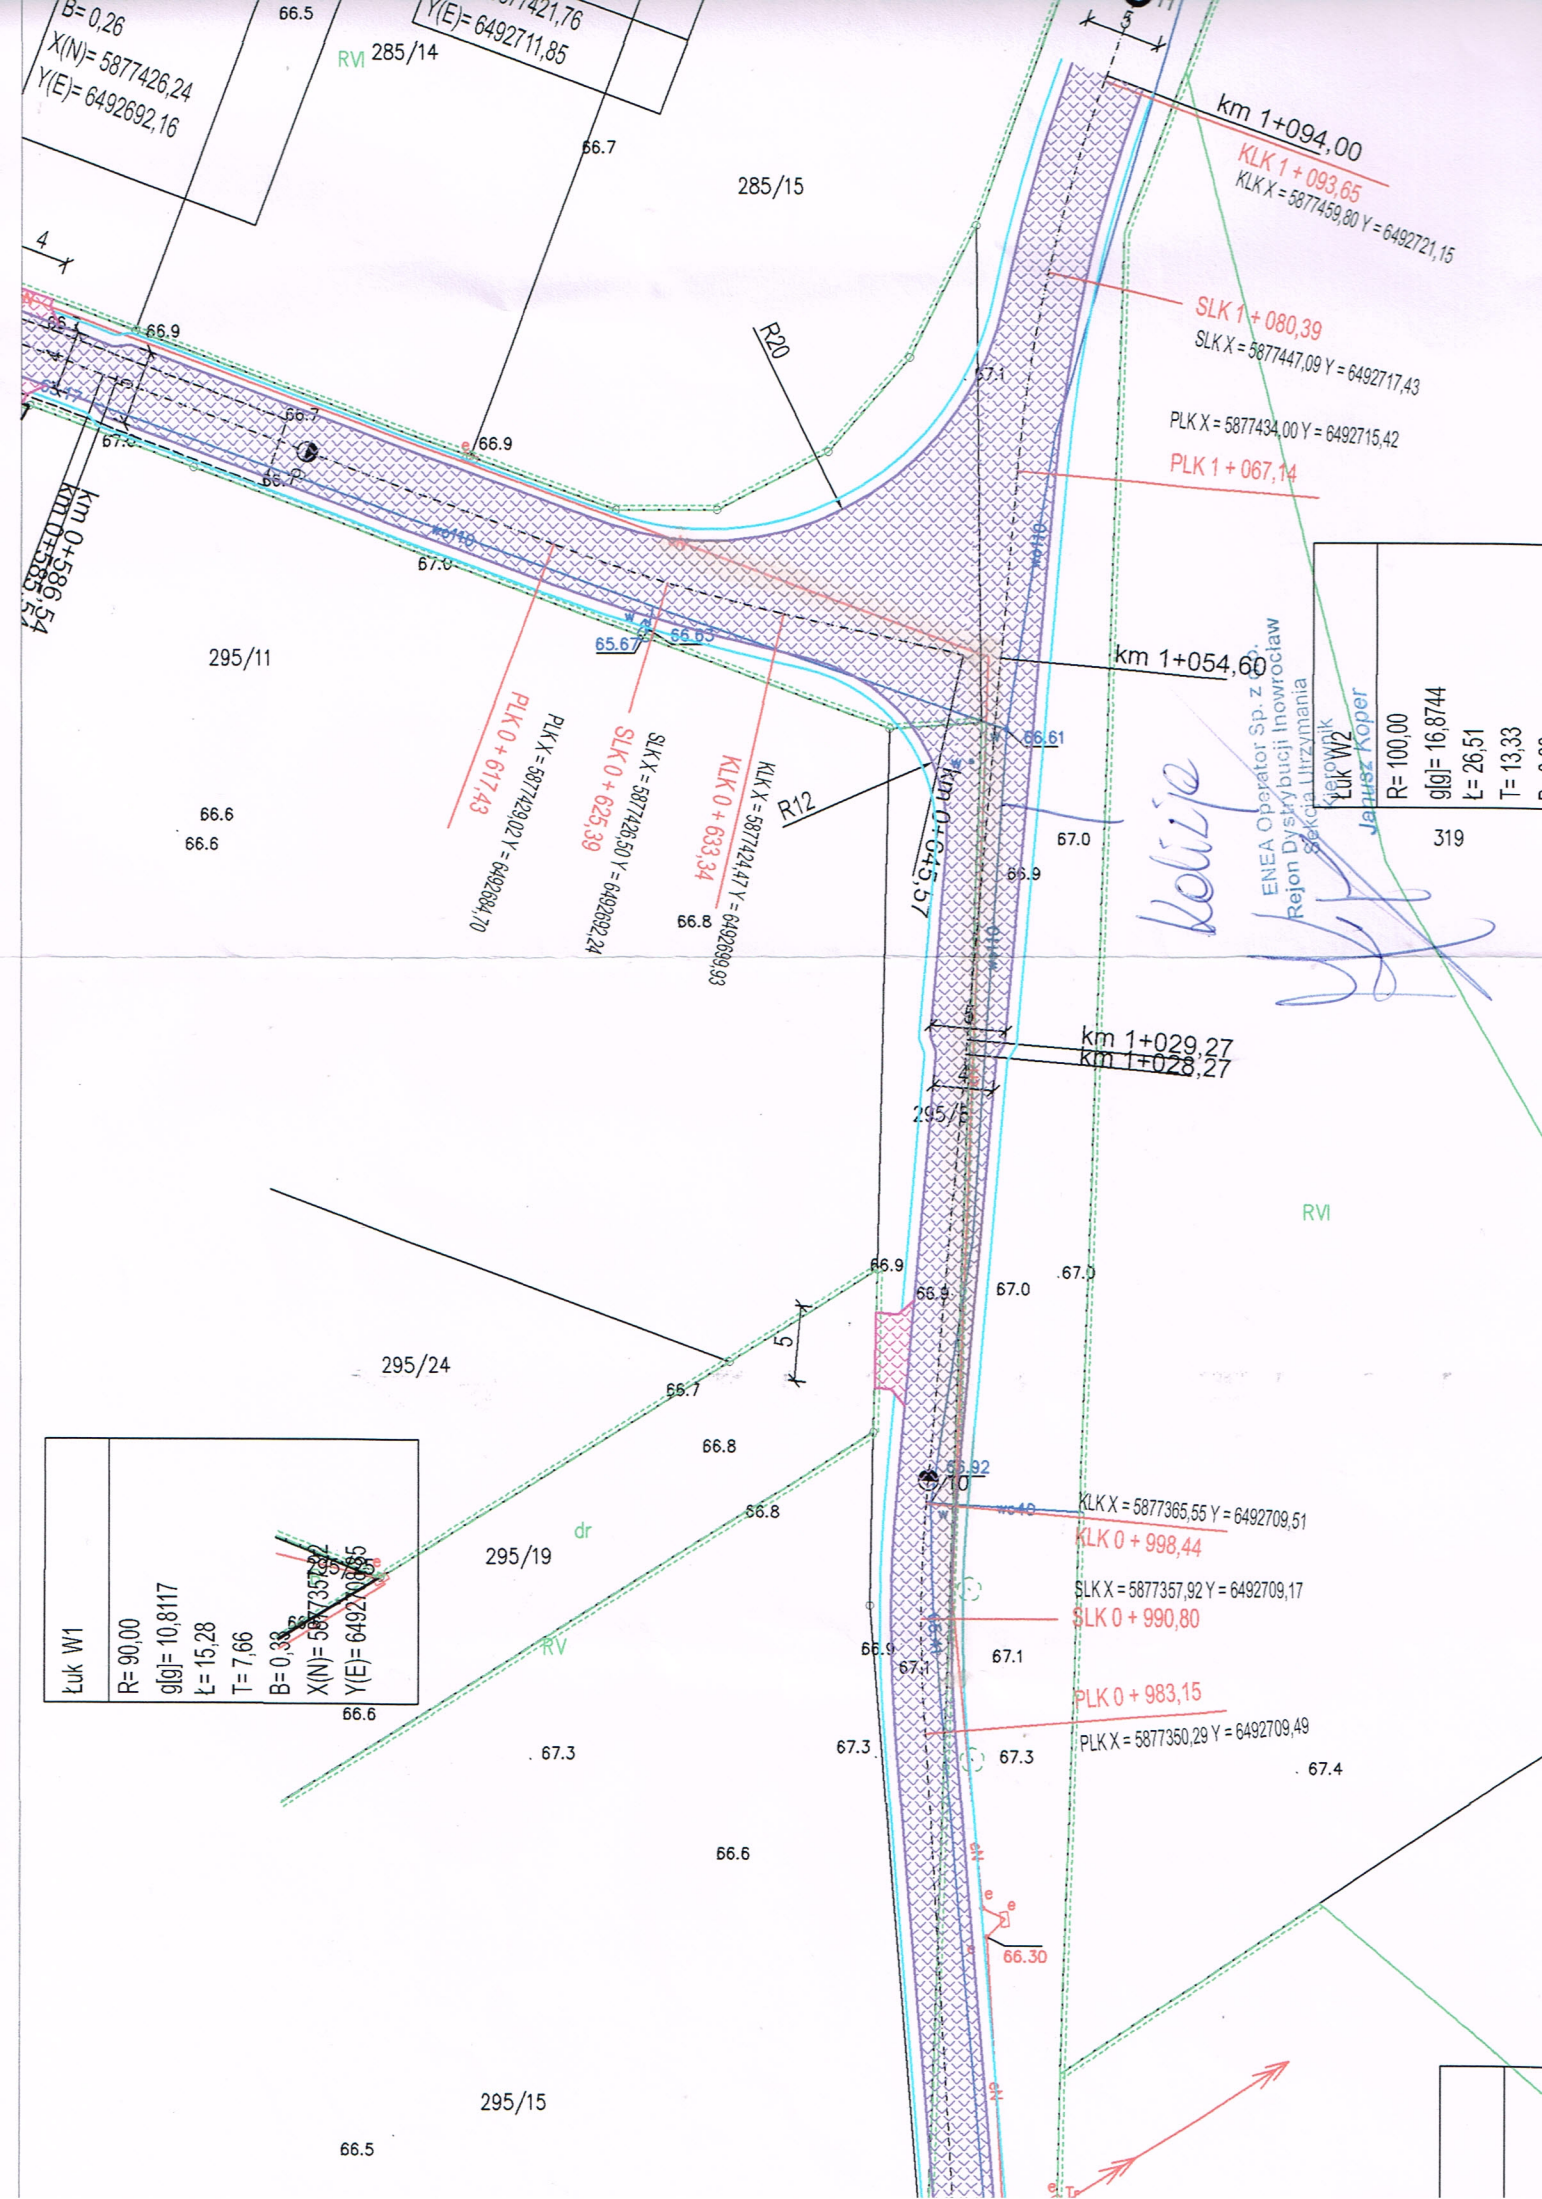 B= 0,26
X(N)= 5877426,24
Y(E)= 6492692,16
66.5
RVI 285/14
Y(E)= 6492711,85
5
km 1+094,00
KLK 1 + 093,65
KLK X = 5877459,80 Y = 6492721,15
66.7
285/15
4
66.9
R20
SLK 1 + 080,39
SLK X = 5877447,09 Y = 6492717,43
67.1
PLK X = 5877434,00 Y = 6492715,42
PLK 1 + 067,14
66.7
e
66.9
66.7
wo110
67.0
wo110
km 0+586,54
km 0+585,54
295/11
w
65.67
66.63
km 1+054,60
PLK 0 + 617,43
PLK X = 5877429,02 Y = 6492684,70
SLK 0 + 625,39
SLK X = 5877426,50 Y = 6492692,24
KLK 0 + 633,34
KLK X = 5877424,47 Y = 6492699,93
R12
km 0+645,57
w
66.61
66.6
66.6
66.8
67.0
66.9
wo110
ENEA Operator Sp. z o.o.
Rejon Dystrybucji Inowrocław
Sekcja Utrzymania
Kierownik
Janusz Koper
Łuk W2
R= 100,00
g[g]= 16,8744
Ł= 26,51
T= 13,33
319
km 1+029,27
km 1+028,27
4
RVI
66.9
66.9
67.0
67.0
5
295/24
66.7
66.8
66.92
w
wo40
KLK X = 5877365,55 Y = 6492709,51
KLK 0 + 998,44
66.8
dr
295/19
SLK X = 5877357,92 Y = 6492709,17
SLK 0 + 990,80
RV
66.9
67.1
67.1
Łuk W1
R= 90,00
g[g]= 10,8117
Ł= 15,28
T= 7,66
e
66.6
PLK 0 + 983,15
PLK X = 5877350,29 Y = 6492709,49
67.3
67.3
67.3
67.4
66.6
eN
e
e
e
66.30
295/15
66.5
eN
e